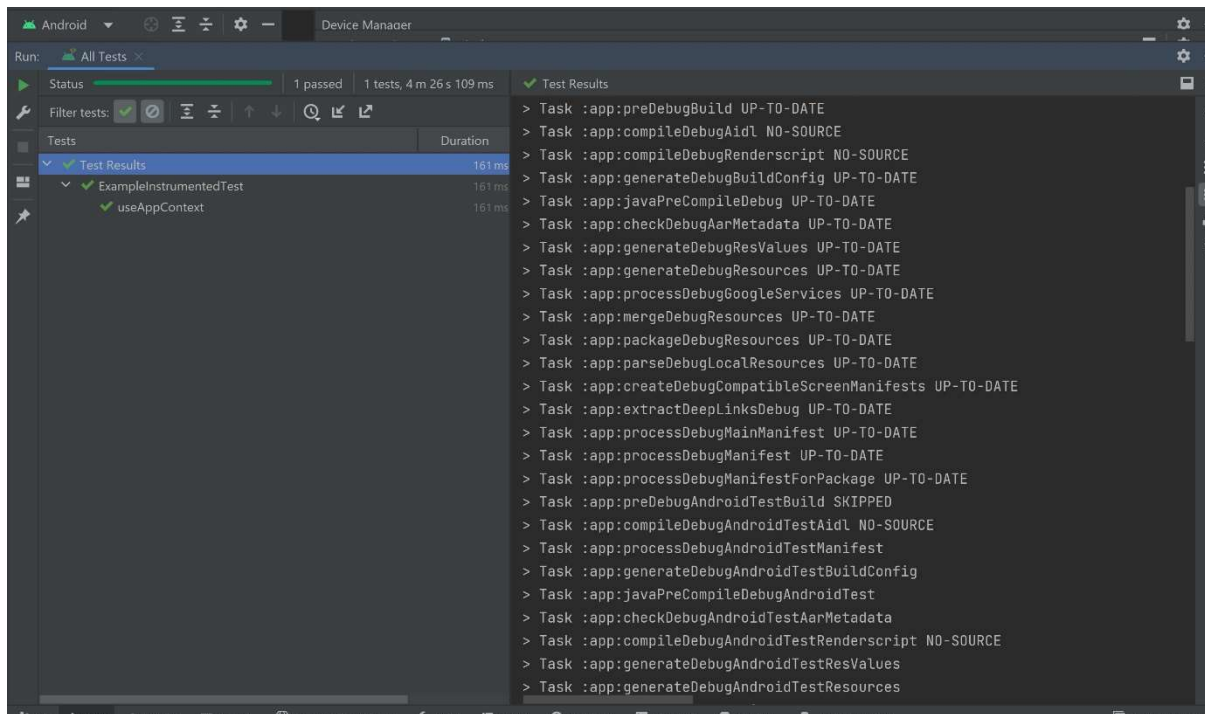 Android
Device Manager
Run: All Tests
Status 1 passed 1 tests, 4 m 26 s 109 ms
Filter tests:
Tests Duration
Test Results 161 ms
ExampleInstrumentedTest 161 ms
useAppContext 161 ms
Test Results
> Task :app:preDebugBuild UP-TO-DATE
> Task :app:compileDebugAidl NO-SOURCE
> Task :app:compileDebugRenderscript NO-SOURCE
> Task :app:generateDebugBuildConfig UP-TO-DATE
> Task :app:javaPreCompileDebug UP-TO-DATE
> Task :app:checkDebugAarMetadata UP-TO-DATE
> Task :app:generateDebugResValues UP-TO-DATE
> Task :app:generateDebugResources UP-TO-DATE
> Task :app:processDebugGoogleServices UP-TO-DATE
> Task :app:mergeDebugResources UP-TO-DATE
> Task :app:packageDebugResources UP-TO-DATE
> Task :app:parseDebugLocalResources UP-TO-DATE
> Task :app:createDebugCompatibleScreenManifests UP-TO-DATE
> Task :app:extractDeepLinksDebug UP-TO-DATE
> Task :app:processDebugMainManifest UP-TO-DATE
> Task :app:processDebugManifest UP-TO-DATE
> Task :app:processDebugManifestForPackage UP-TO-DATE
> Task :app:preDebugAndroidTestBuild SKIPPED
> Task :app:compileDebugAndroidTestAidl NO-SOURCE
> Task :app:processDebugAndroidTestManifest
> Task :app:generateDebugAndroidTestBuildConfig
> Task :app:javaPreCompileDebugAndroidTest
> Task :app:checkDebugAndroidTestAarMetadata
> Task :app:compileDebugAndroidTestRenderscript NO-SOURCE
> Task :app:generateDebugAndroidTestResValues
> Task :app:generateDebugAndroidTestResources